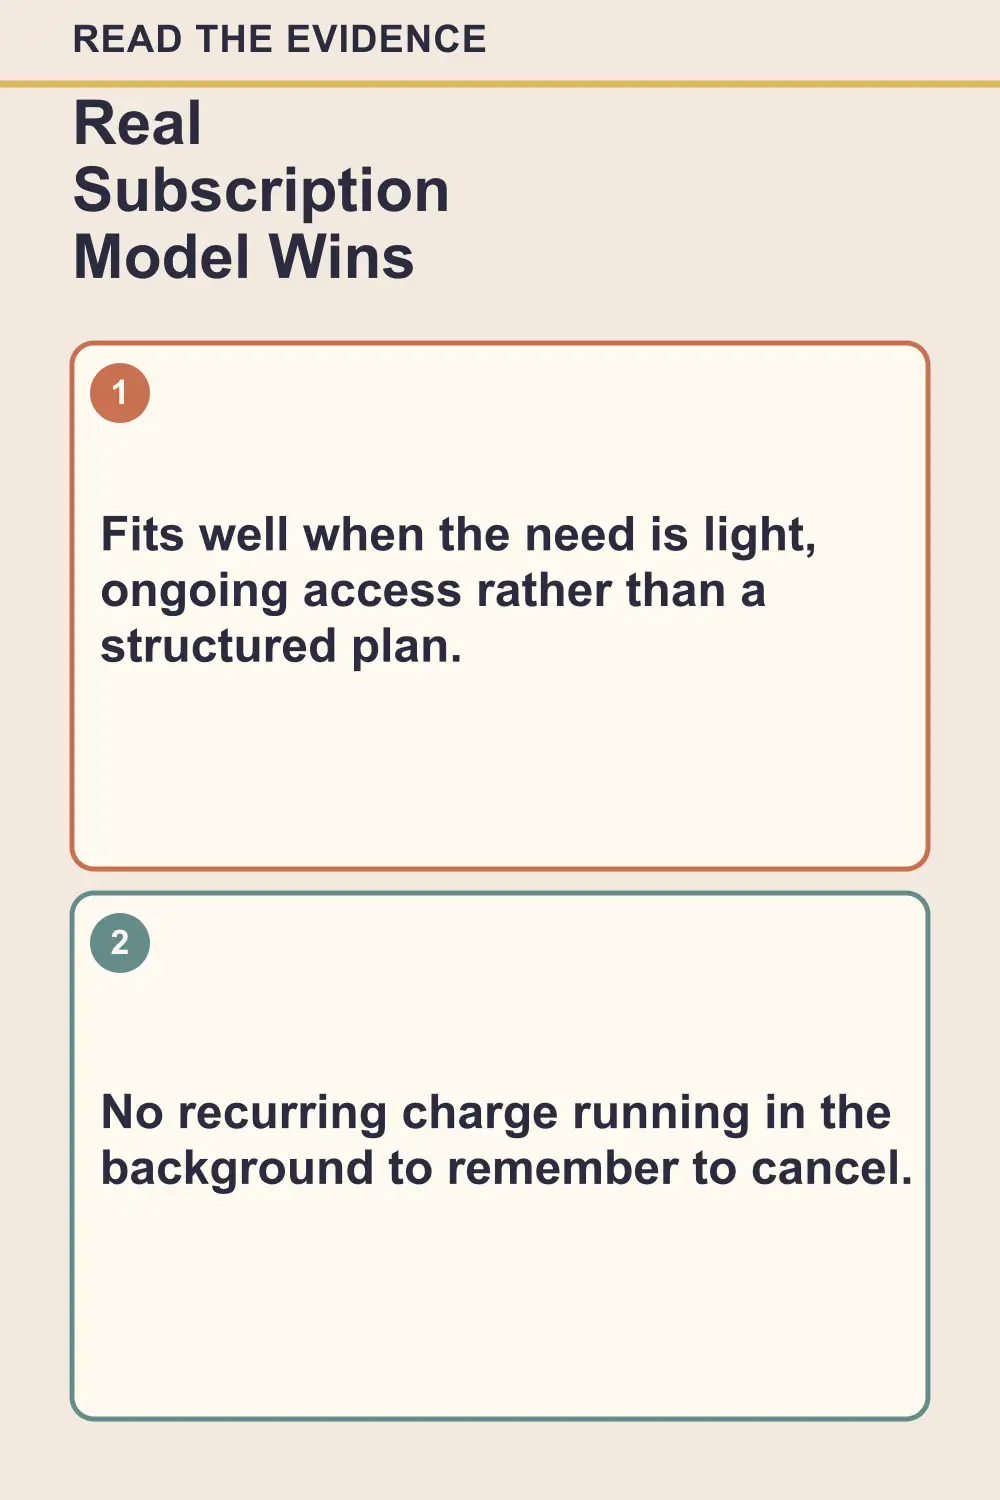 READ THE EVIDENCE
Real
Subscription
Model Wins
1
Fits well when the need is light,
ongoing access rather than a
structured plan.
2
No recurring charge running in the
background to remember to cancel.